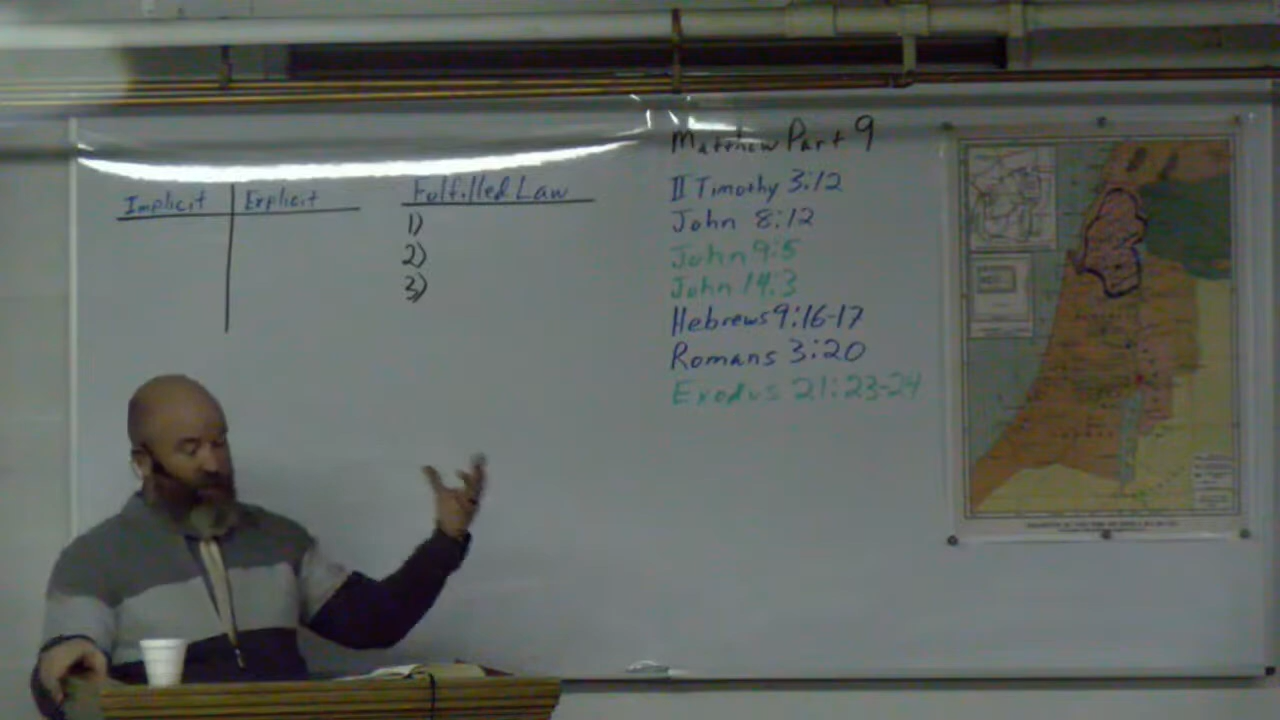 Implicit Explicit
Fulfilled Law
1)
2)
3)
Matthew Part 9
II Timothy 3:12
John 8:12
John 9:5
John 14:3
Hebrews 9:16-17
Romans 3:20
Exodus 21:23-24